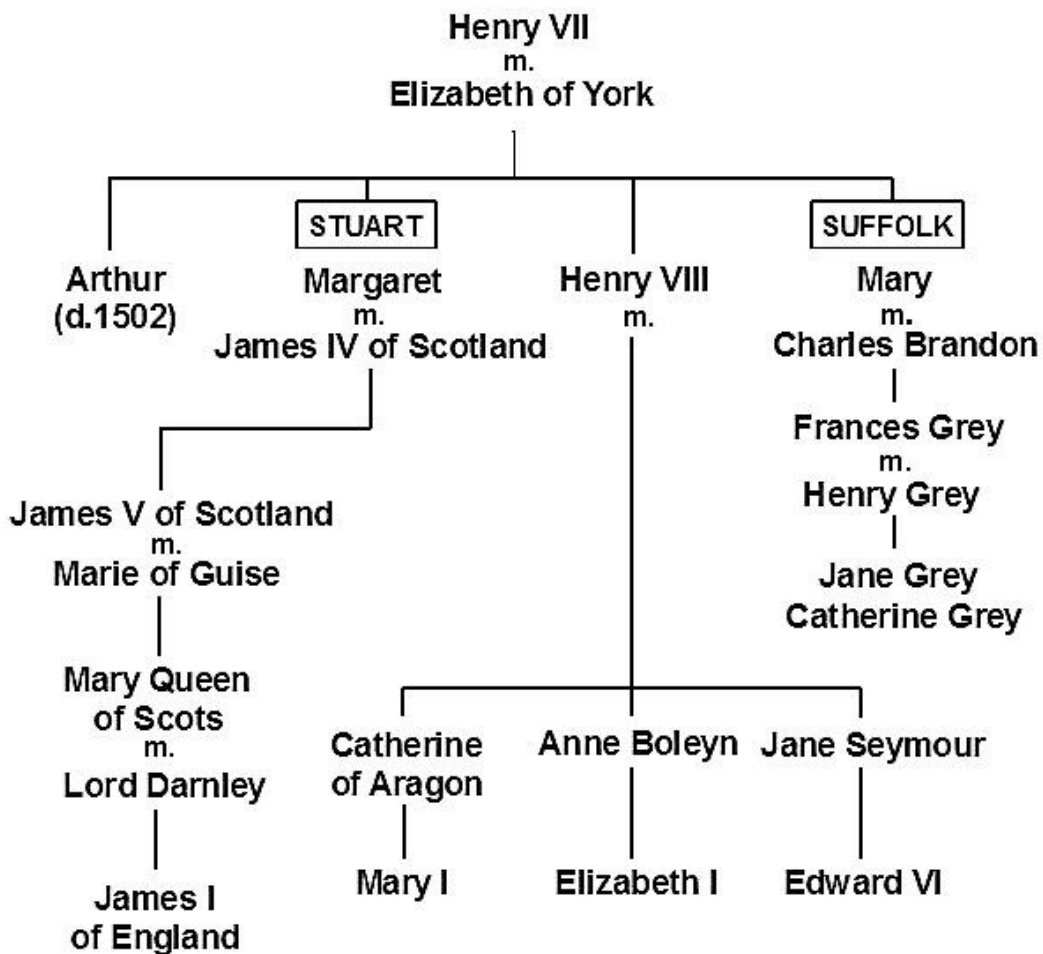 Henry VII
m.
Elizabeth of York
STUART
SUFFOLK
Arthur
(d.1502)
Margaret
m.
James IV of Scotland
Henry VIII
m.
Mary
m.
Charles Brandon
Frances Grey
m.
Henry Grey
Jane Grey
Catherine Grey
James V of Scotland
m.
Marie of Guise
Mary Queen
of Scots
m.
Lord Darnley
James I
of England
Catherine
of Aragon
Anne Boleyn
Jane Seymour
Mary I
Elizabeth I
Edward VI